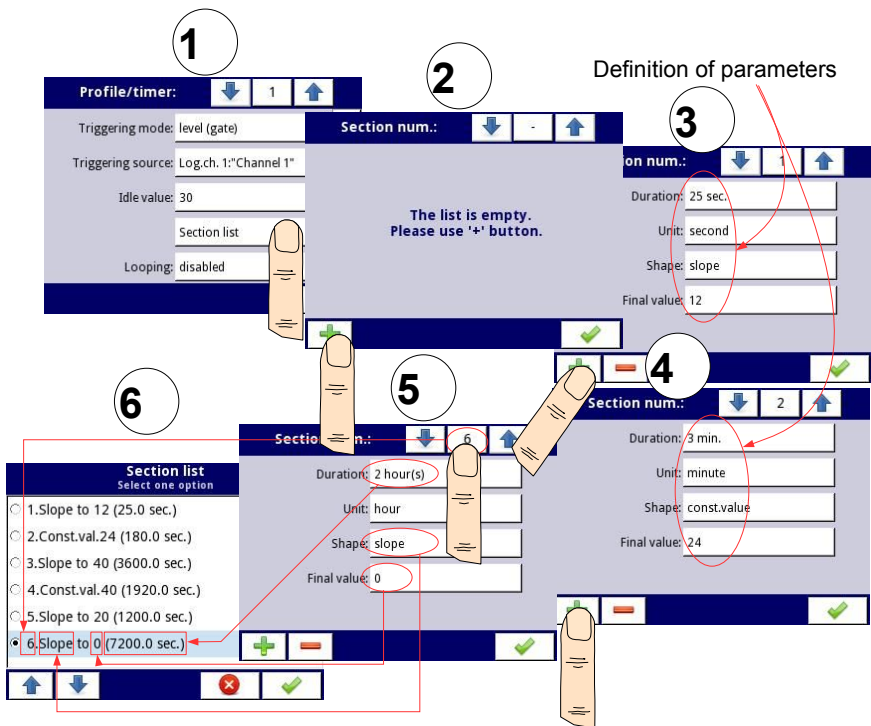 1
Profile/timer:
1
Triggering mode: level (gate)
Triggering source: Log.ch. 1:"Channel 1"
Idle value: 30
Section list
Looping: disabled
2
Section num.:
-
The list is empty.
Please use '+' button.
Definition of parameters
3
ion num.:
1
Duration: 25 sec.
Unit: second
Shape: slope
Final value: 12
4
Section num.:
2
Duration: 3 min.
Unit: minute
Shape: const.value
Final value: 24
5
Section num.:
6
Duration: 2 hour(s)
Unit: hour
Shape: slope
Final value: 0
6
Section list
Select one option
1.Slope to 12 (25.0 sec.)
2.Const.val.24 (180.0 sec.)
3.Slope to 40 (3600.0 sec.)
4.Const.val.40 (1920.0 sec.)
5.Slope to 20 (1200.0 sec.)
6.Slope to 0 (7200.0 sec.)